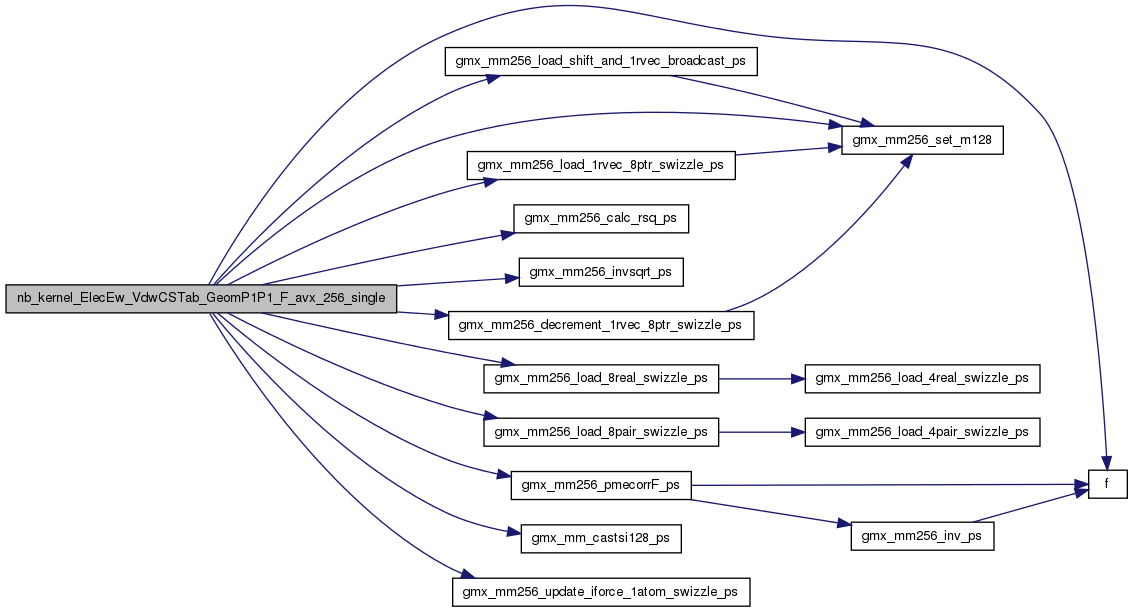 gmx_mm256_load_shift_and_1rvec_broadcast_ps
gmx_mm256_set_m128
gmx_mm256_load_1rvec_8ptr_swizzle_ps
gmx_mm256_calc_rsq_ps
gmx_mm256_invsqrt_ps
nb_kernel_ElecEw_VdwCSTab_GeomP1P1_F_avx_256_single
gmx_mm256_decrement_1rvec_8ptr_swizzle_ps
gmx_mm256_load_8real_swizzle_ps
gmx_mm256_load_4real_swizzle_ps
gmx_mm256_load_8pair_swizzle_ps
gmx_mm256_load_4pair_swizzle_ps
gmx_mm256_pmecorrF_ps
f
gmx_mm256_inv_ps
gmx_mm_castsi128_ps
gmx_mm256_update_iforce_1atom_swizzle_ps